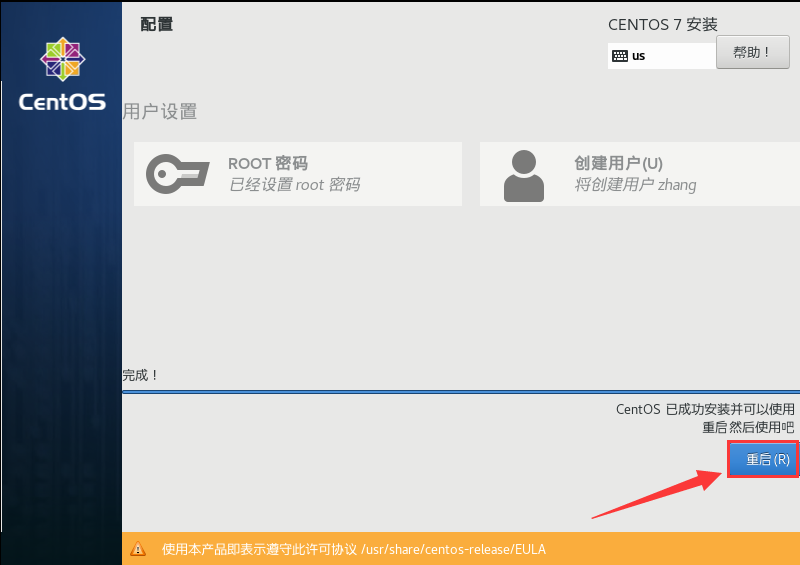 配置
CENTOS 7 安装
us
帮助！
CentOS
用户设置
ROOT 密码
已经设置 root 密码
创建用户(U)
将创建用户 zhang
完成！
CentOS 已成功安装并可以使用
重启然后使用吧
重启(R)
使用本产品即表示遵守此许可协议 /usr/share/centos-release/EULA